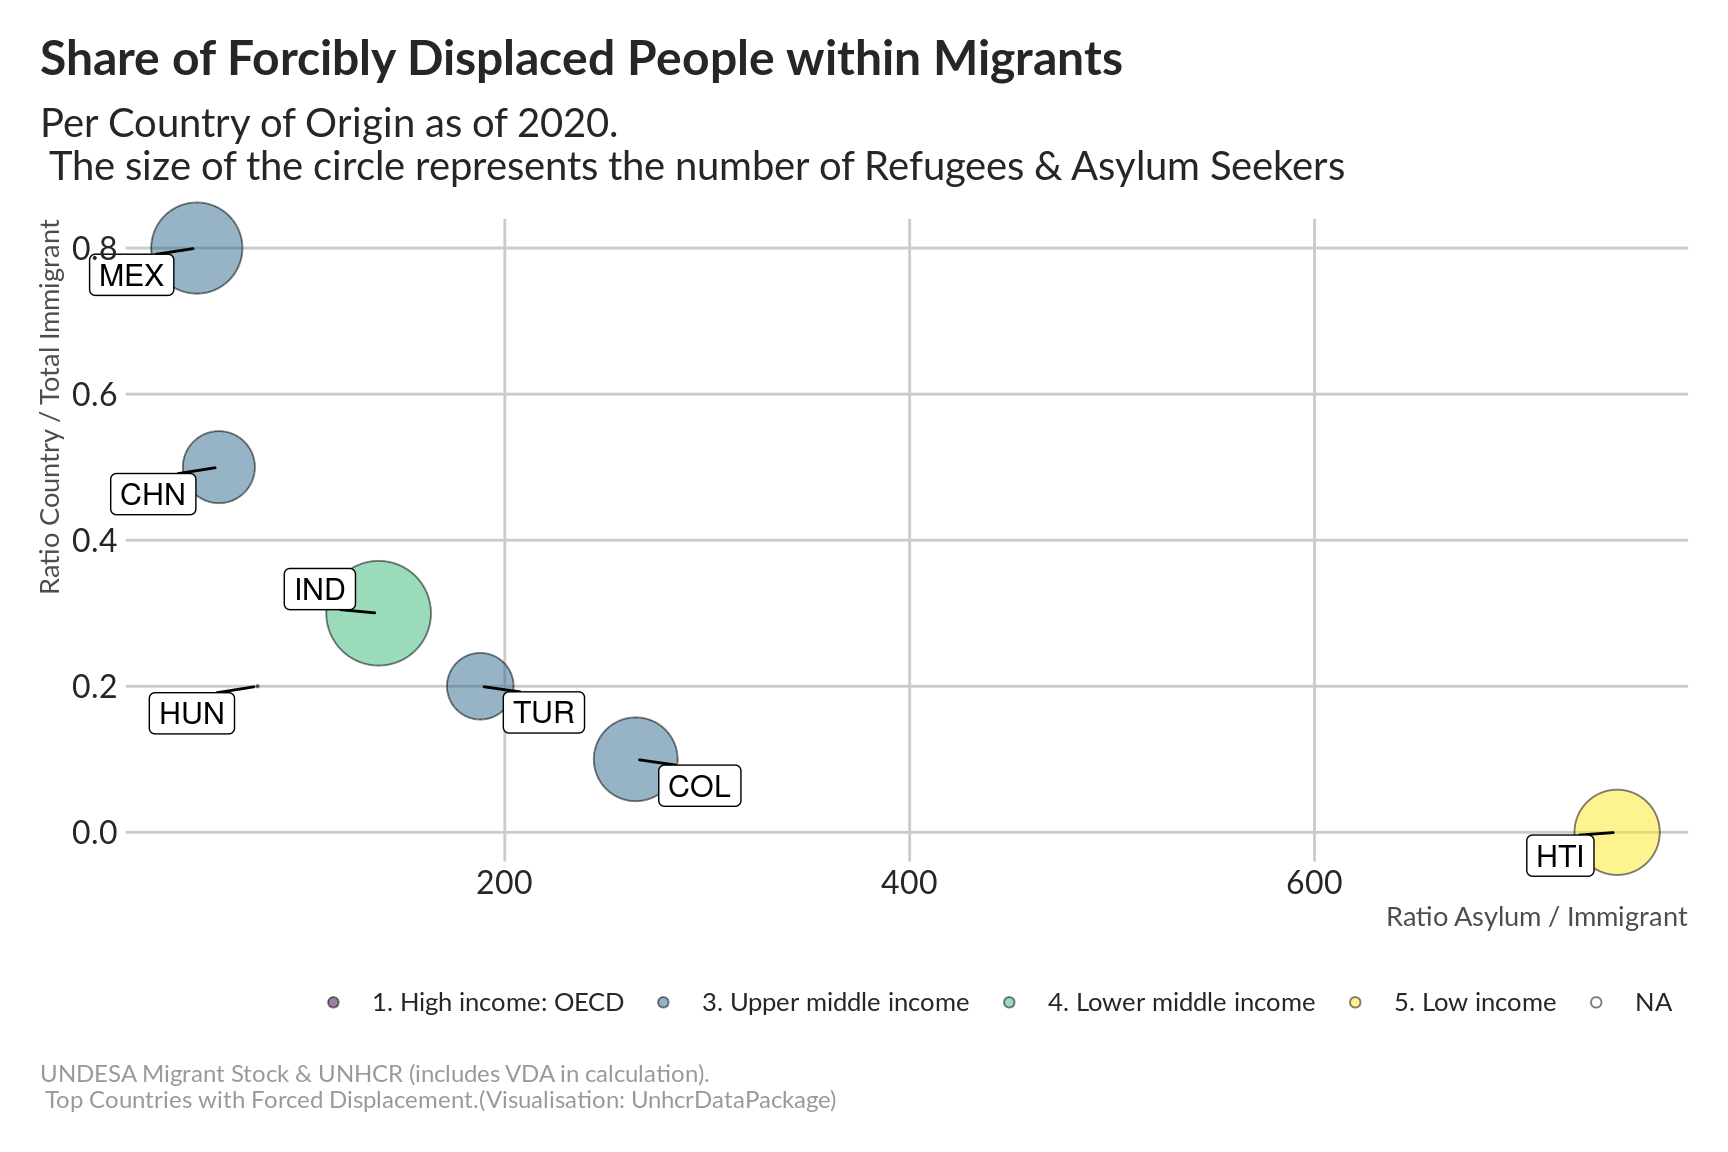 Share of Forcibly Displaced People within Migrants
Per Country of Origin as of 2020.
The size of the circle represents the number of Refugees & Asylum Seekers
Ratio Country / Total Immigrant
0.8
MEX
0.6
CHN
0.4
IND
0.2
HUN
TUR
COL
0.0
HTI
200
400
600
Ratio Asylum / Immigrant
1. High income: OECD
3. Upper middle income
4. Lower middle income
5. Low income
NA
UNDESA Migrant Stock & UNHCR (includes VDA in calculation).
Top Countries with Forced Displacement.(Visualisation: UnhcrDataPackage)